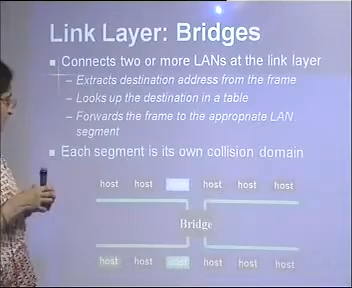 Link Layer: Bridges
Connects two or more LANs at the link layer
– Extracts destination address from the frame
– Looks up the destination in a table
– Forwards the frame to the appropriate LAN
segment
Each segment is its own collision domain
host host host host host host
Bridge
host host host host host host